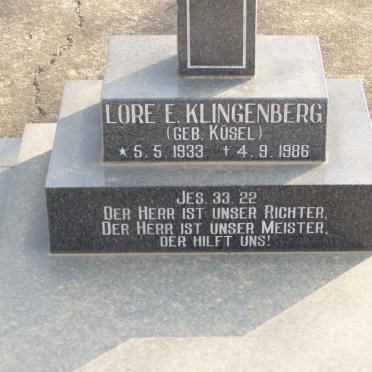 LORE E. KLINGENBERG
(GEB. KÜSEL)
* 5. 5. 1933 † 4. 9. 1986
JES. 33. 22
DER HERR IST UNSER RICHTER,
DER HERR IST UNSER MEISTER,
DER HILFT UNS!